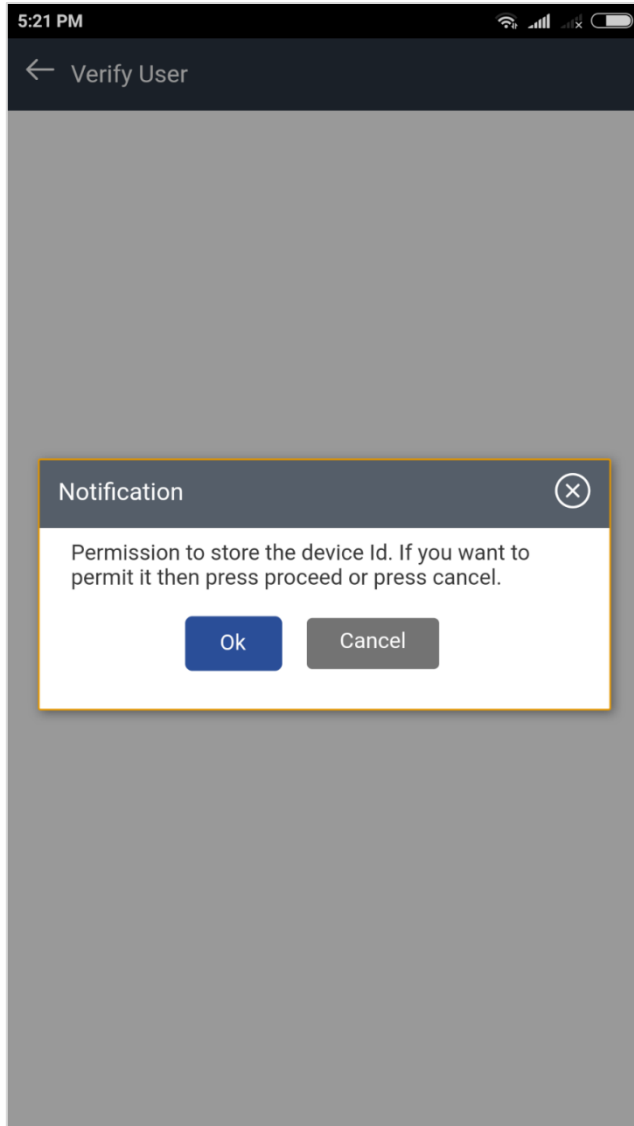 5:21 PM
Verify User
Notification
Permission to store the device Id. If you want to
permit it then press proceed or press cancel.
Ok Cancel